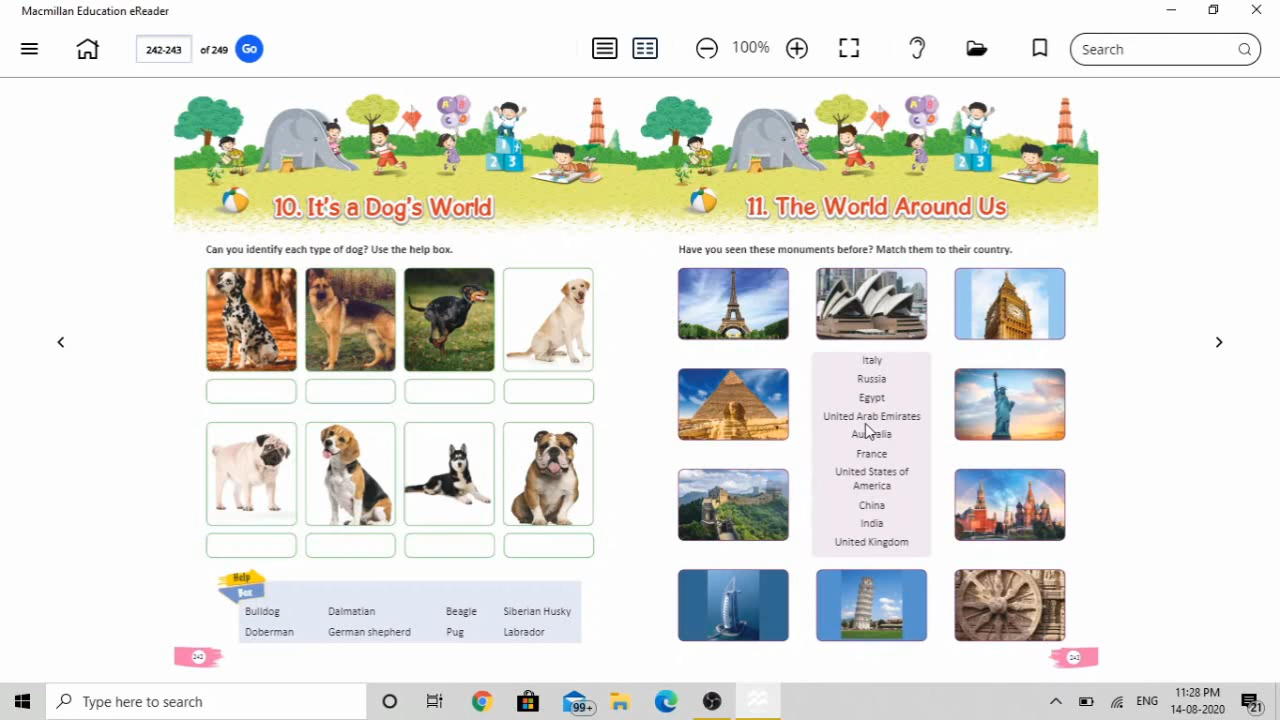 Macmillan Education eReader
242-243 of 249 Go
100%
Search
10. It's a Dog's World
Can you identify each type of dog? Use the help box.
Help
Box
Bulldog Dalmatian Beagle Siberian Husky
Doberman German shepherd Pug Labrador
242
11. The World Around Us
Have you seen these monuments before? Match them to their country.
Italy
Russia
Egypt
United Arab Emirates
Australia
France
United States of
America
China
India
United Kingdom
243
Type here to search
99+
ENG
11:28 PM
14-08-2020
21